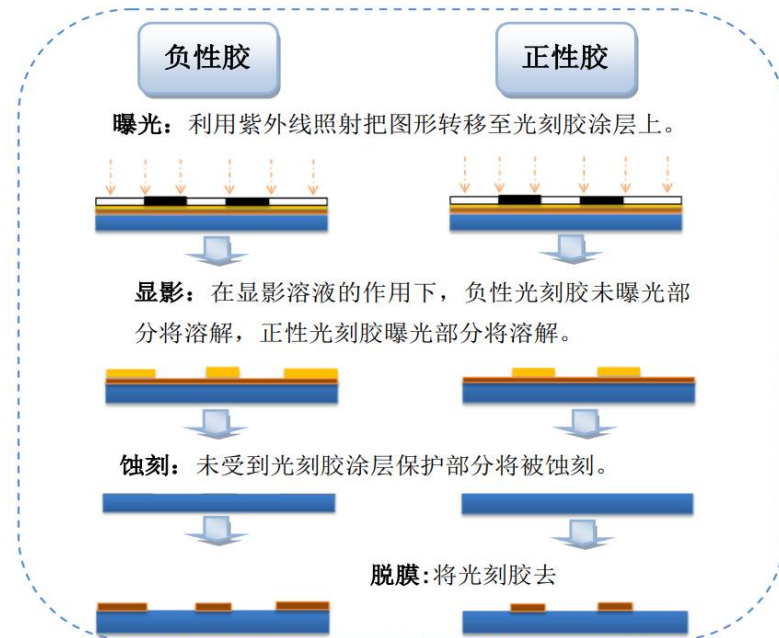 负性胶
正性胶
曝光：利用紫外线照射把图形转移至光刻胶涂层上。
显影：在显影溶液的作用下，负性光刻胶未曝光部
分将溶解，正性光刻胶曝光部分将溶解。
蚀刻：未受到光刻胶涂层保护部分将被蚀刻。
脱膜:将光刻胶去